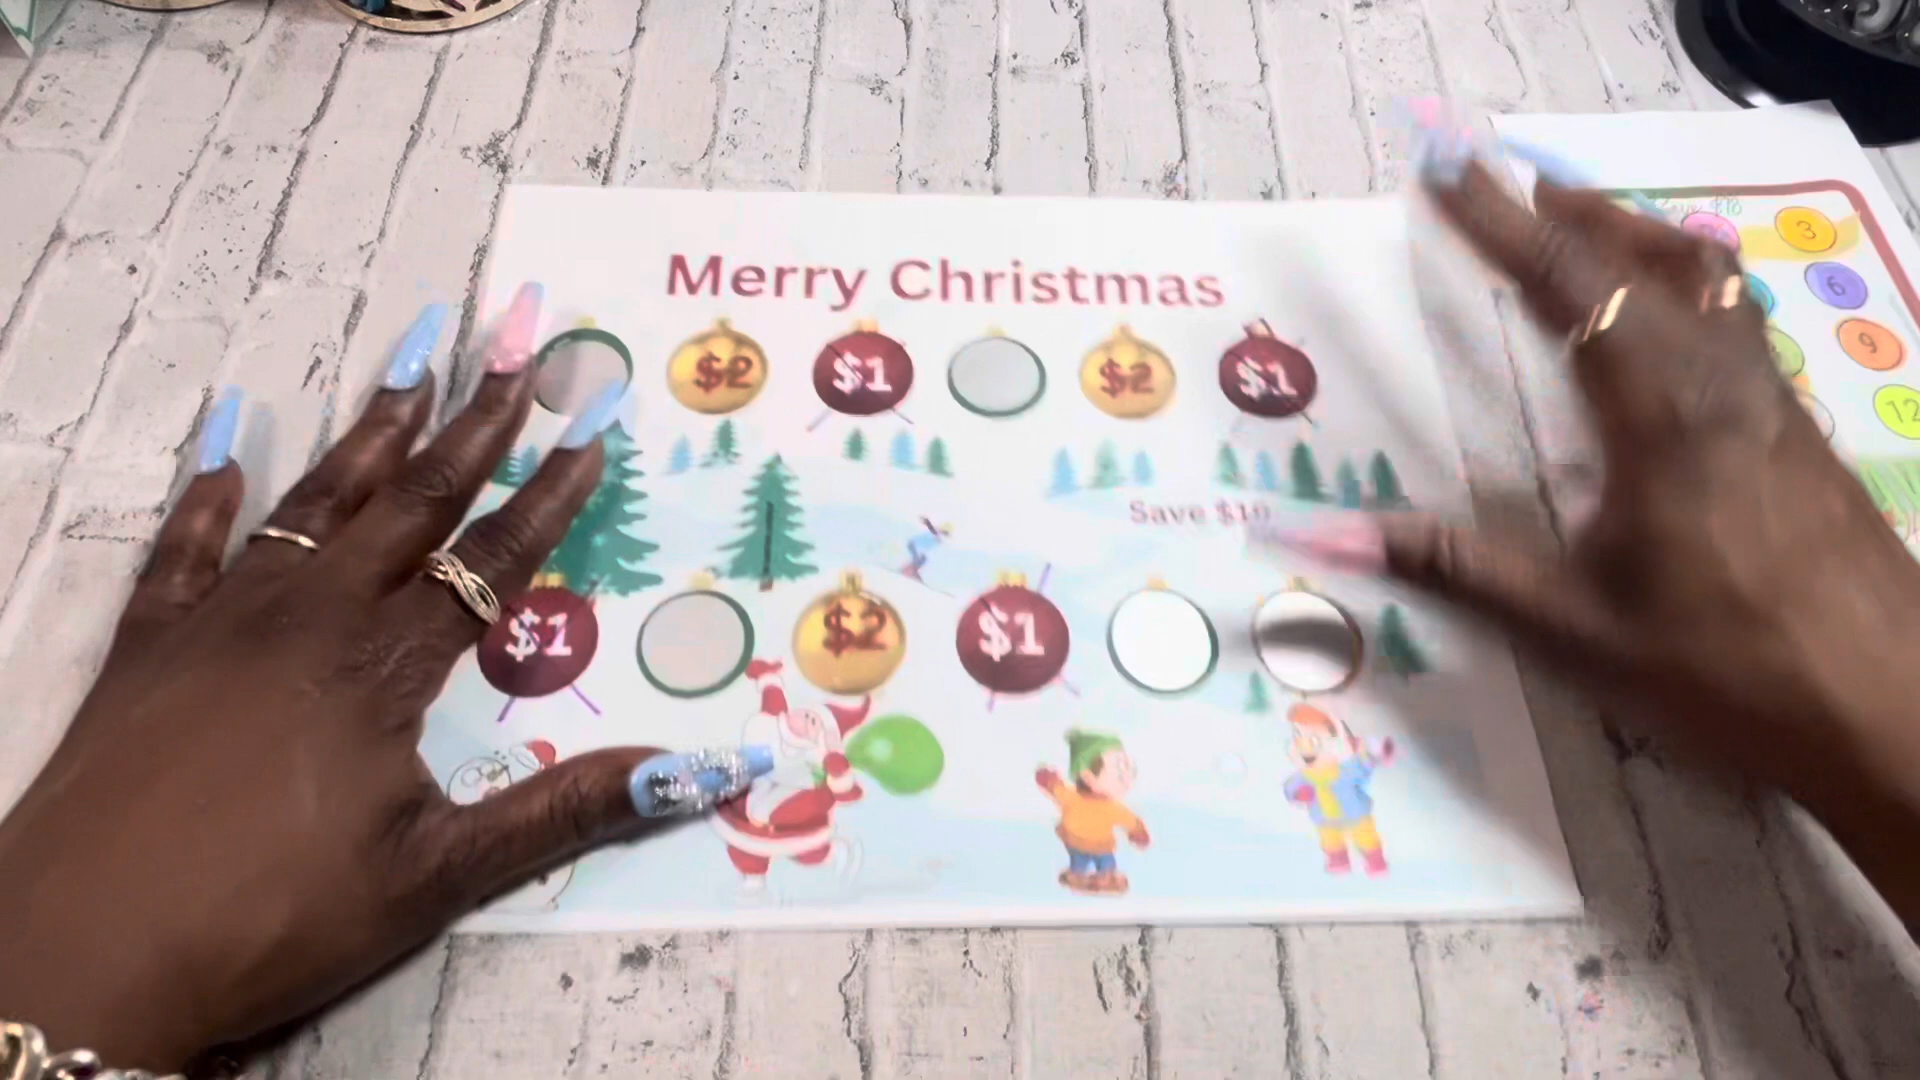 Merry Christmas
$2 $1 $2 $1
Save $10
$1 $2 $1
3
6
9
12